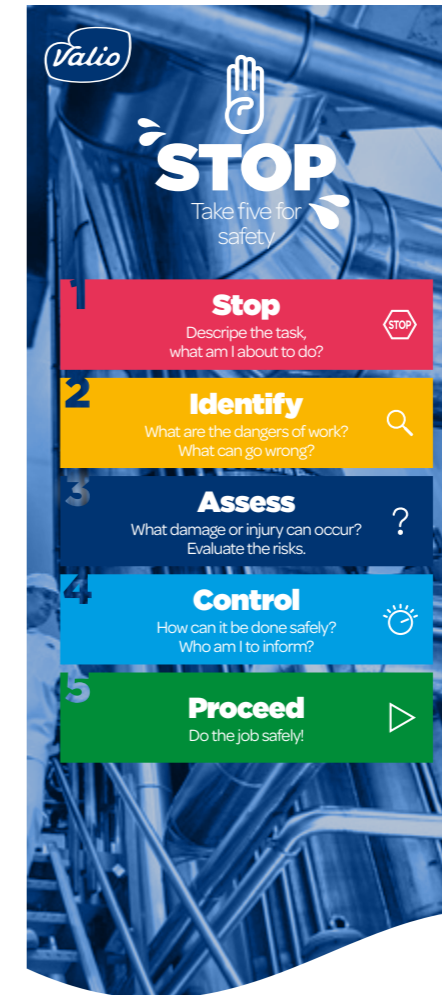 Valio
STOP
Take five for
safety
1
Stop
Descripe the task,
what am I about to do?
STOP
2
Identify
What are the dangers of work?
What can go wrong?
3
Assess
What damage or injury can occur?
Evaluate the risks.
?
4
Control
How can it be done safely?
Who am I to inform?
5
Proceed
Do the job safely!